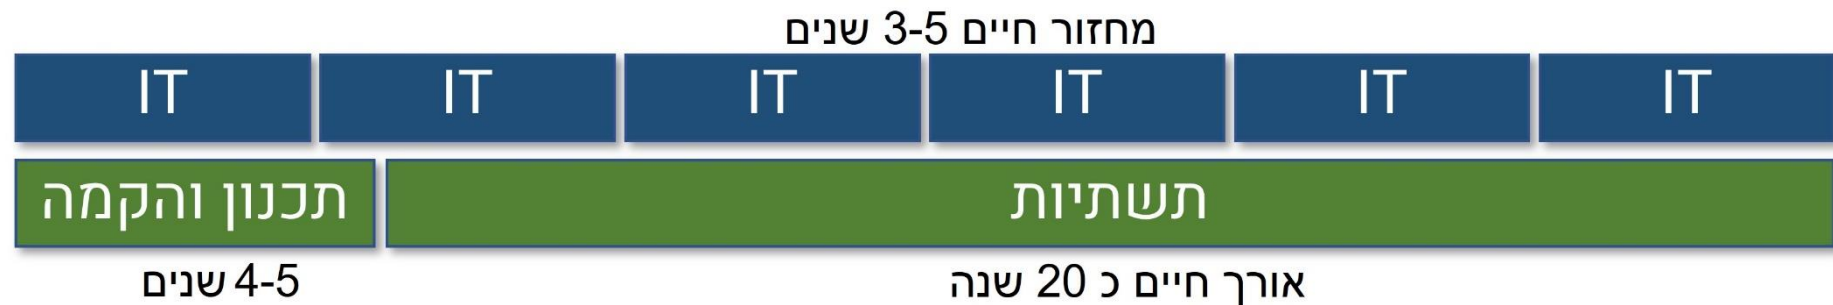 מחזור חיים 3-5 שנים
IT IT IT IT IT IT
תכנון והקמה תשתיות
4-5 שנים אורך חיים כ 20 שנה